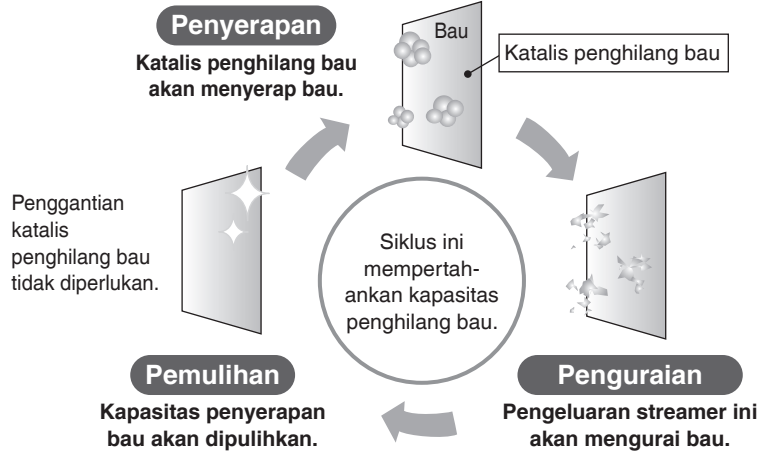 Penyerapan
Katalis penghilang bau
akan menyerap bau.
Bau
Katalis penghilang bau
Penggantian
katalis
penghilang bau
tidak diperlukan.
Siklus ini
mempertah-
ankan kapasitas
penghilang bau.
Pemulihan
Kapasitas penyerapan
bau akan dipulihkan.
Penguraian
Pengeluaran streamer ini
akan mengurai bau.